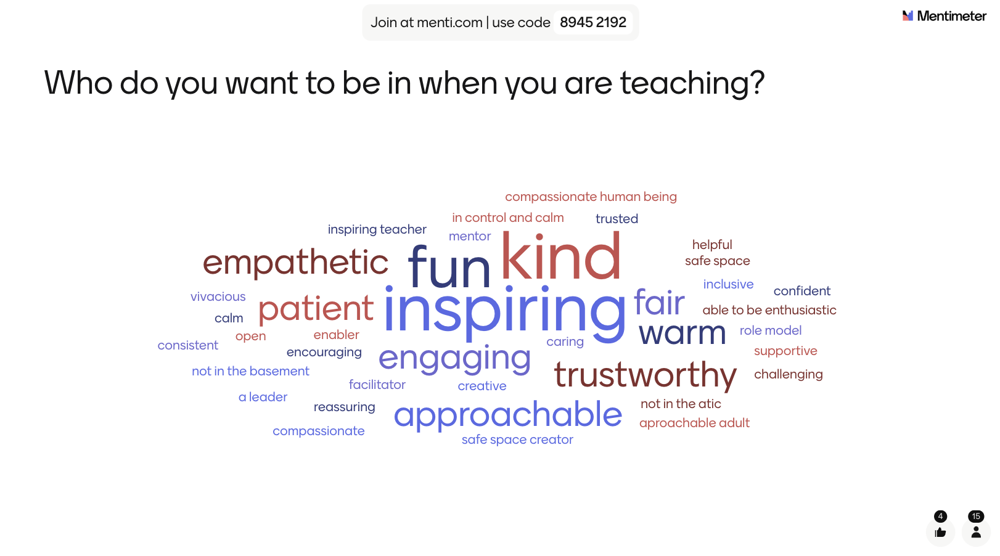 Join at menti.com | use code 8945 2192
Mentimeter
Who do you want to be in when you are teaching?
compassionate human being
in control and calm
trusted
inspiring teacher
mentor
kind
helpful
empathetic
fun
safe space
inclusive
confident
vivacious
patient
inspiring
fair
able to be enthusiastic
calm
warm
role model
open
enabler
caring
consistent
encouraging
engaging
supportive
not in the basement
trustworthy
challenging
facilitator
creative
a leader
reassuring
approachable
not in the atic
aproachable adult
compassionate
safe space creator
4
15